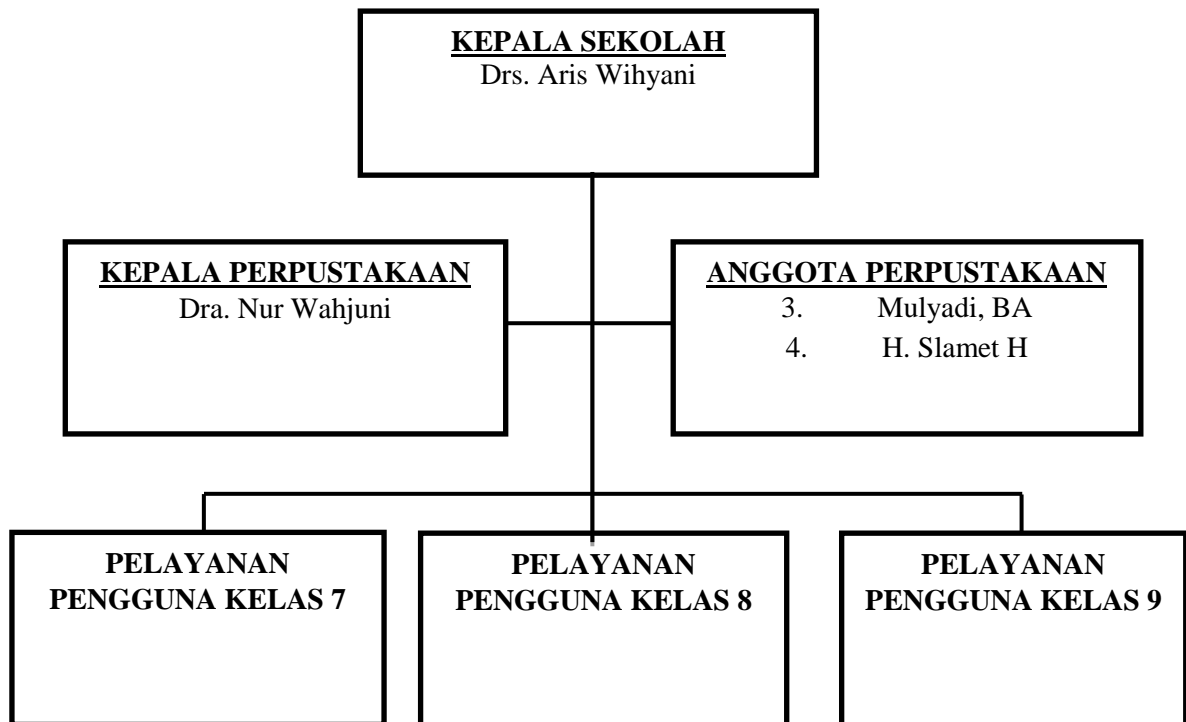 KEPALA SEKOLAH
Drs. Aris Wihyani
KEPALA PERPUSTAKAAN
Dra. Nur Wahjuni
ANGGOTA PERPUSTAKAAN
3. Mulyadi, BA
4. H. Slamet H
PELAYANAN
PENGGUNA KELAS 7
PELAYANAN
PENGGUNA KELAS 8
PELAYANAN
PENGGUNA KELAS 9